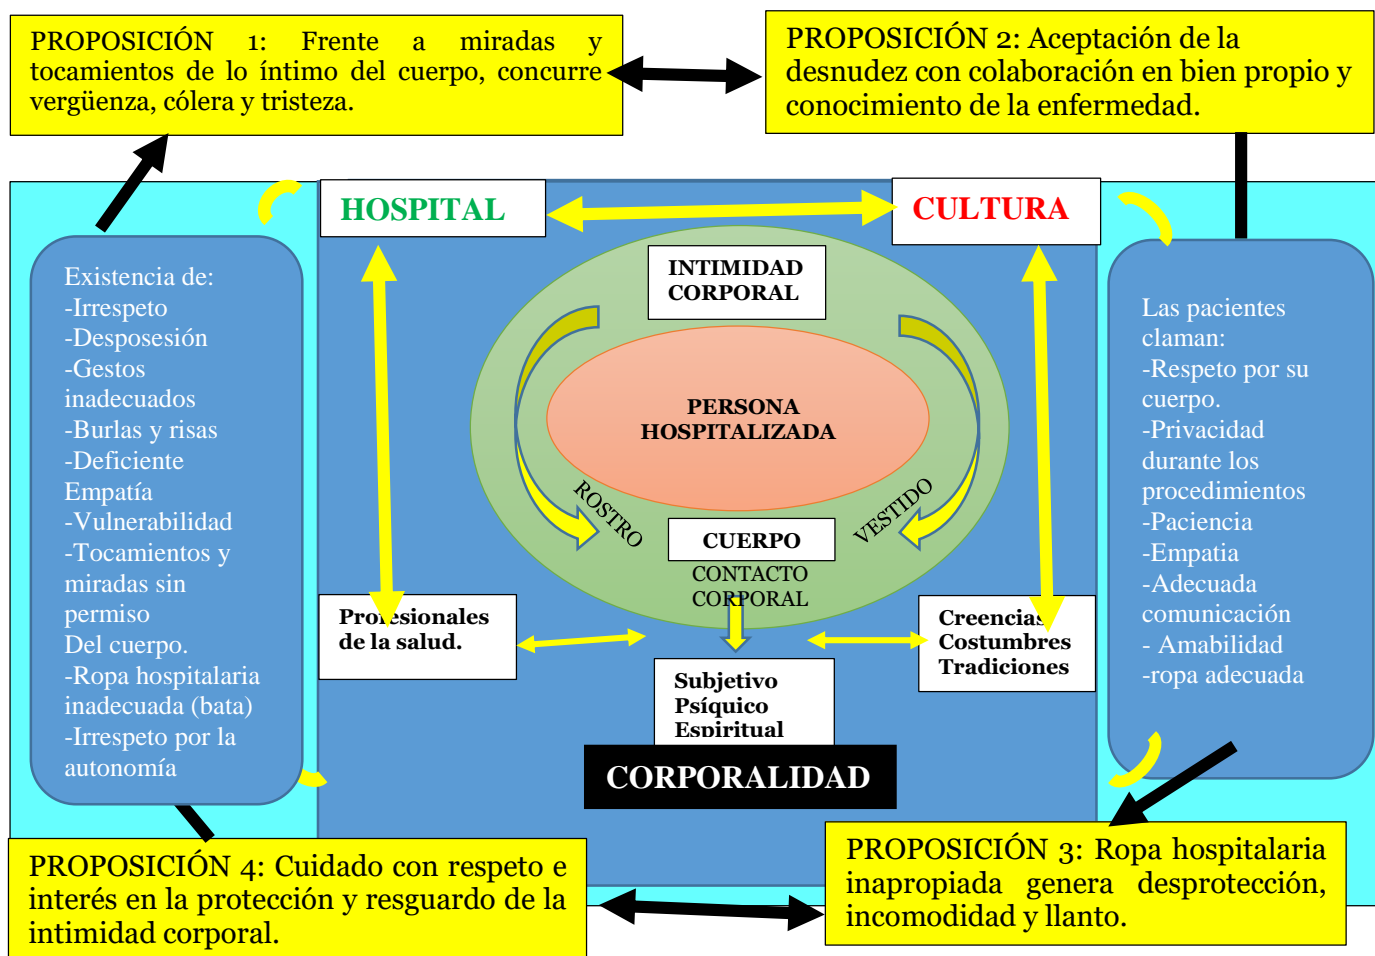 PROPOSICIÓN 1: Frente a miradas y
tocamientos de lo íntimo del cuerpo, concurre
vergüenza, cólera y tristeza.
PROPOSICIÓN 2: Aceptación de la
desnudez con colaboración en bien propio y
conocimiento de la enfermedad.
HOSPITAL
CULTURA
Existencia de:
-Irrespeto
-Desposesión
-Gestos
inadecuados
-Burlas y risas
-Deficiente
Empatía
-Vulnerabilidad
-Tocamientos y
miradas sin
permiso
Del cuerpo.
-Ropa hospitalaria
inadecuada (bata)
-Irrespeto por la
autonomía
INTIMIDAD
CORPORAL
PERSONA
HOSPITALIZADA
ROSTRO
VESTIDO
CUERPO
CONTACTO
CORPORAL
Profesionales
de la salud.
Creencias
Costumbres
Tradiciones
Subjetivo
Psíquico
Espiritual
CORPORALIDAD
Las pacientes
claman:
-Respeto por su
cuerpo.
-Privacidad
durante los
procedimientos
-Paciencia
-Empatia
-Adecuada
comunicación
- Amabilidad
-ropa adecuada
PROPOSICIÓN 4: Cuidado con respeto e
interés en la protección y resguardo de la
intimidad corporal.
PROPOSICIÓN 3: Ropa hospitalaria
inapropiada genera desprotección,
incomodidad y llanto.